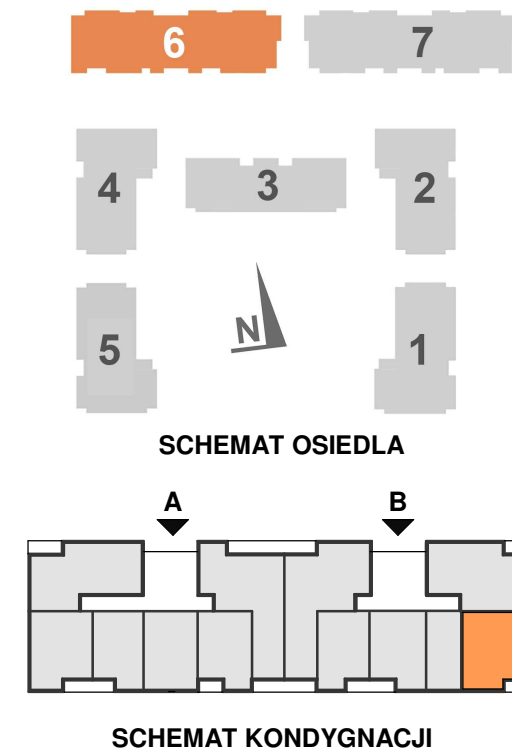 6 7
4 3 2
N
5 1
SCHEMAT OSIEDLA
A B
SCHEMAT KONDYGNACJI